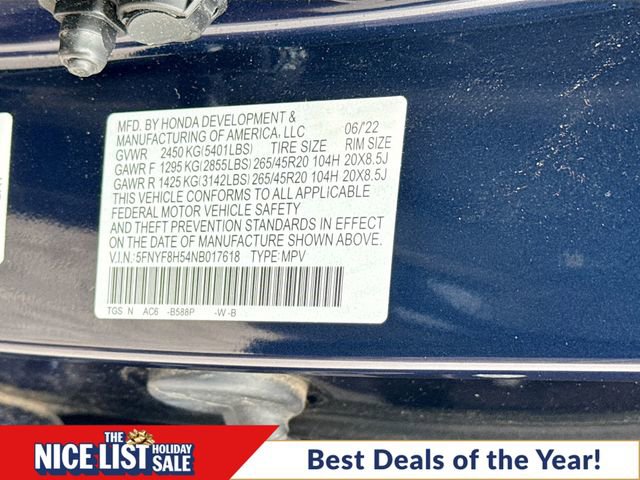 MFD. BY HONDA DEVELOPMENT &
MANUFACTURING OF AMERICA, LLC 06/'22
GVWR 2450 KG(5401LBS) TIRE SIZE RIM SIZE
GAWR F 1295 KG(2855LBS) 265/45R20 104H 20X8.5J
GAWR R 1425 KG(3142LBS) 265/45R20 104H 20X8.5J
THIS VEHICLE CONFORMS TO ALL APPLICABLE
FEDERAL MOTOR VEHICLE SAFETY
AND THEFT PREVENTION STANDARDS IN EFFECT
ON THE DATE OF MANUFACTURE SHOWN ABOVE.
V.I.N.:5FNYF8H54NB017618 TYPE:MPV
TGS N AC6 -B588P -W-B
THE
NICE LIST HOLIDAY
SALE
Best Deals of the Year!